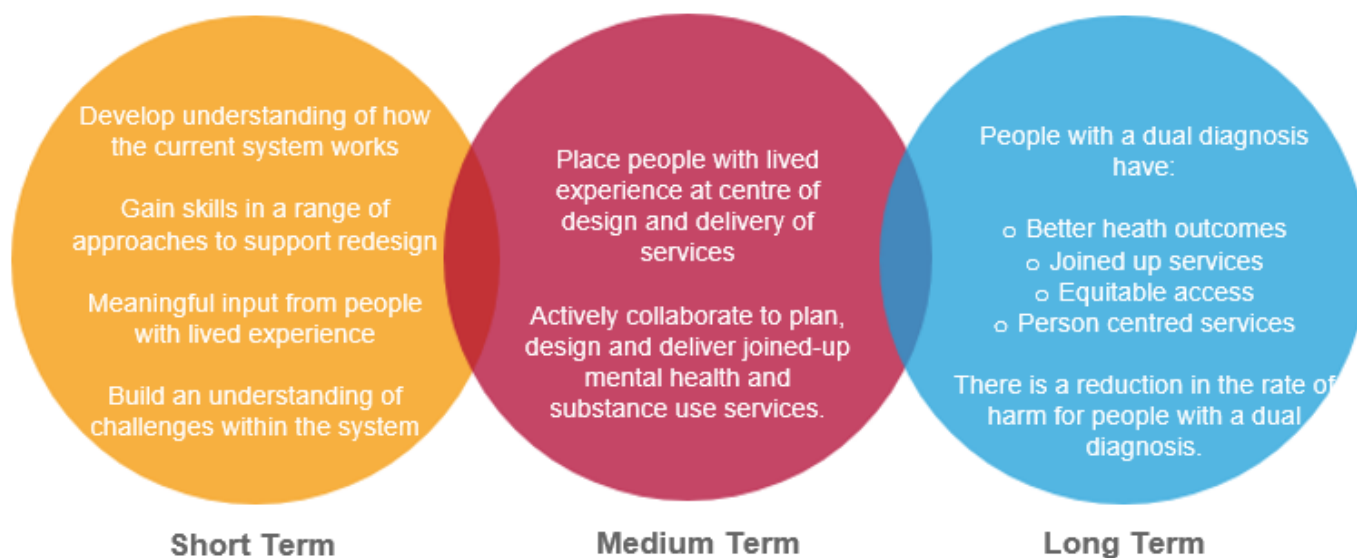 Develop understanding of how
the current system works
Gain skills in a range of
approaches to support redesign
Meaningful input from people
with lived experience
Build an understanding of
challenges within the system
Short Term
Place people with lived
experience at centre of
design and delivery of
services
Actively collaborate to plan,
design and deliver joined-up
mental health and
substance use services.
Medium Term
People with a dual diagnosis
have:
o Better heath outcomes
o Joined up services
o Equitable access
o Person centred services
There is a reduction in the rate of
harm for people with a dual
diagnosis.
Long Term